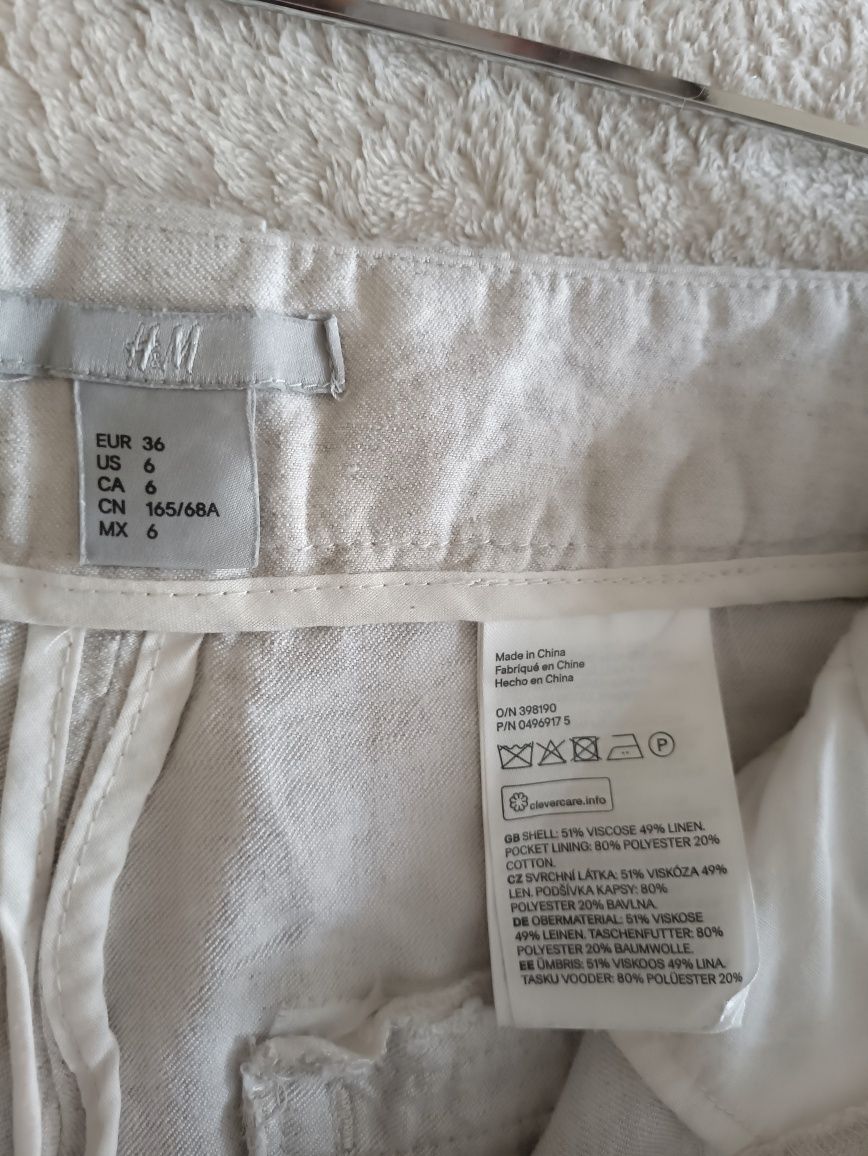 H&M
EUR 36
US 6
CA 6
CN 165/68A
MX 6
Made in China
Fabriqué en Chine
Hecho en China
O/N 398190
P/N 0496917 5
P
clevercare.info
GB SHELL: 51% VISCOSE 49% LINEN.
POCKET LINING: 80% POLYESTER 20%
COTTON.
CZ SVRCHNÍ LÁTKA: 51% VISKÓZA 49%
LEN. PODŠÍVKA KAPSY: 80%
POLYESTER 20% BAVLNA.
DE OBERMATERIAL: 51% VISKOSE
49% LEINEN. TASCHENFUTTER: 80%
POLYESTER 20% BAUMWOLLE.
EE ÜMBRIS: 51% VISKOOS 49% LINA.
TASKU VOODER: 80% POLÜESTER 20%